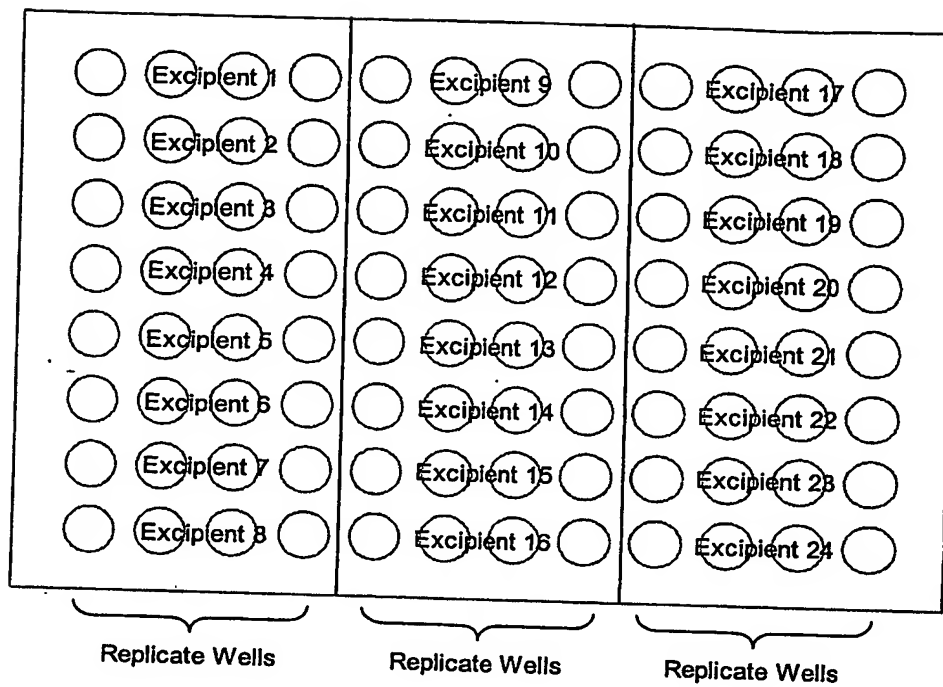 Excipient 1
Excipient 2
Excipient 3
Excipient 4
Excipient 5
Excipient 6
Excipient 7
Excipient 8
Replicate Wells
Excipient 9
Excipient 10
Excipient 11
Excipient 12
Excipient 13
Excipient 14
Excipient 15
Excipient 16
Replicate Wells
Excipient 17
Excipient 18
Excipient 19
Excipient 20
Excipient 21
Excipient 22
Excipient 23
Excipient 24
Replicate Wells